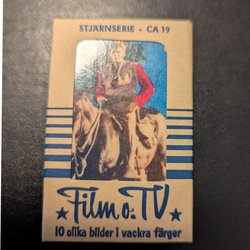 STJÄRNSERIE - CA 19
Film o. TV
10 olika bilder i vackra färger